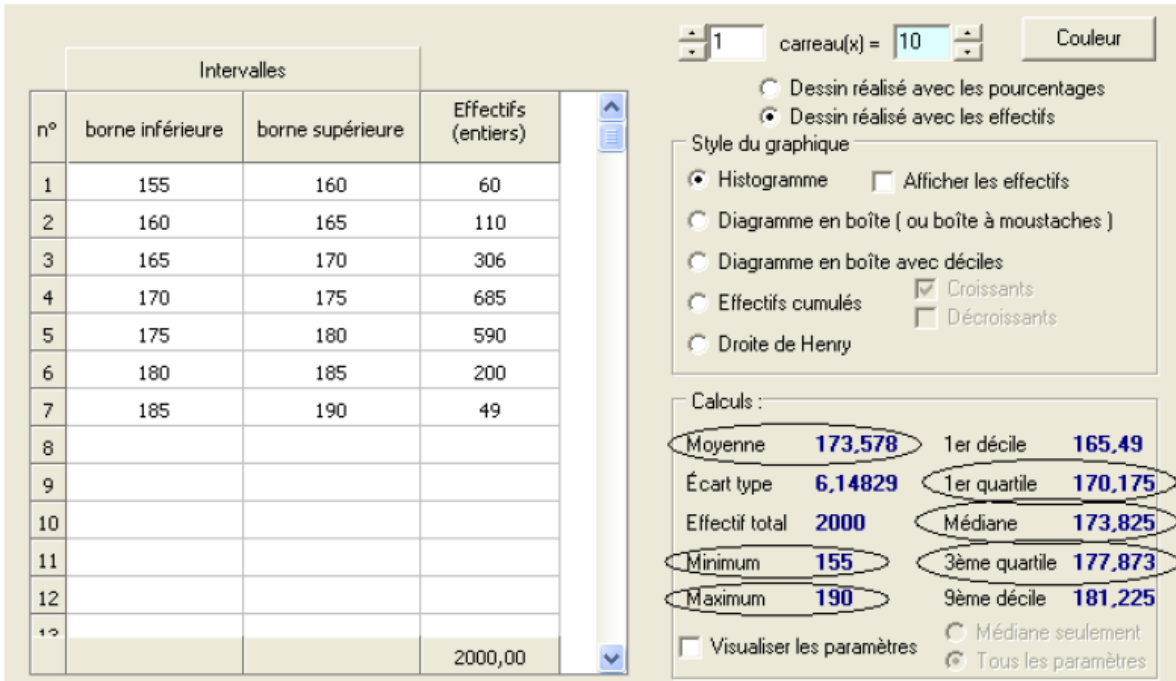 Intervalles
n° borne inférieure borne supérieure Effectifs (entiers)
1 155 160 60
2 160 165 110
3 165 170 306
4 170 175 685
5 175 180 590
6 180 185 200
7 185 190 49
8
9
10
11
12
2000,00
1 carreau(x) = 10 Couleur
Dessin réalisé avec les pourcentages
Dessin réalisé avec les effectifs
Style du graphique
Histogramme Afficher les effectifs
Diagramme en boîte ( ou boîte à moustaches )
Diagramme en boîte avec déciles
Effectifs cumulés Croissants
Décroissants
Droite de Henry
Calculs :
Moyenne 173,578 1er décile 165,49
Écart type 6,14829 1er quartile 170,175
Effectif total 2000 Médiane 173,825
Minimum 155 3ème quartile 177,873
Maximum 190 9ème décile 181,225
Visualiser les paramètres Médiane seulement
Tous les paramètres